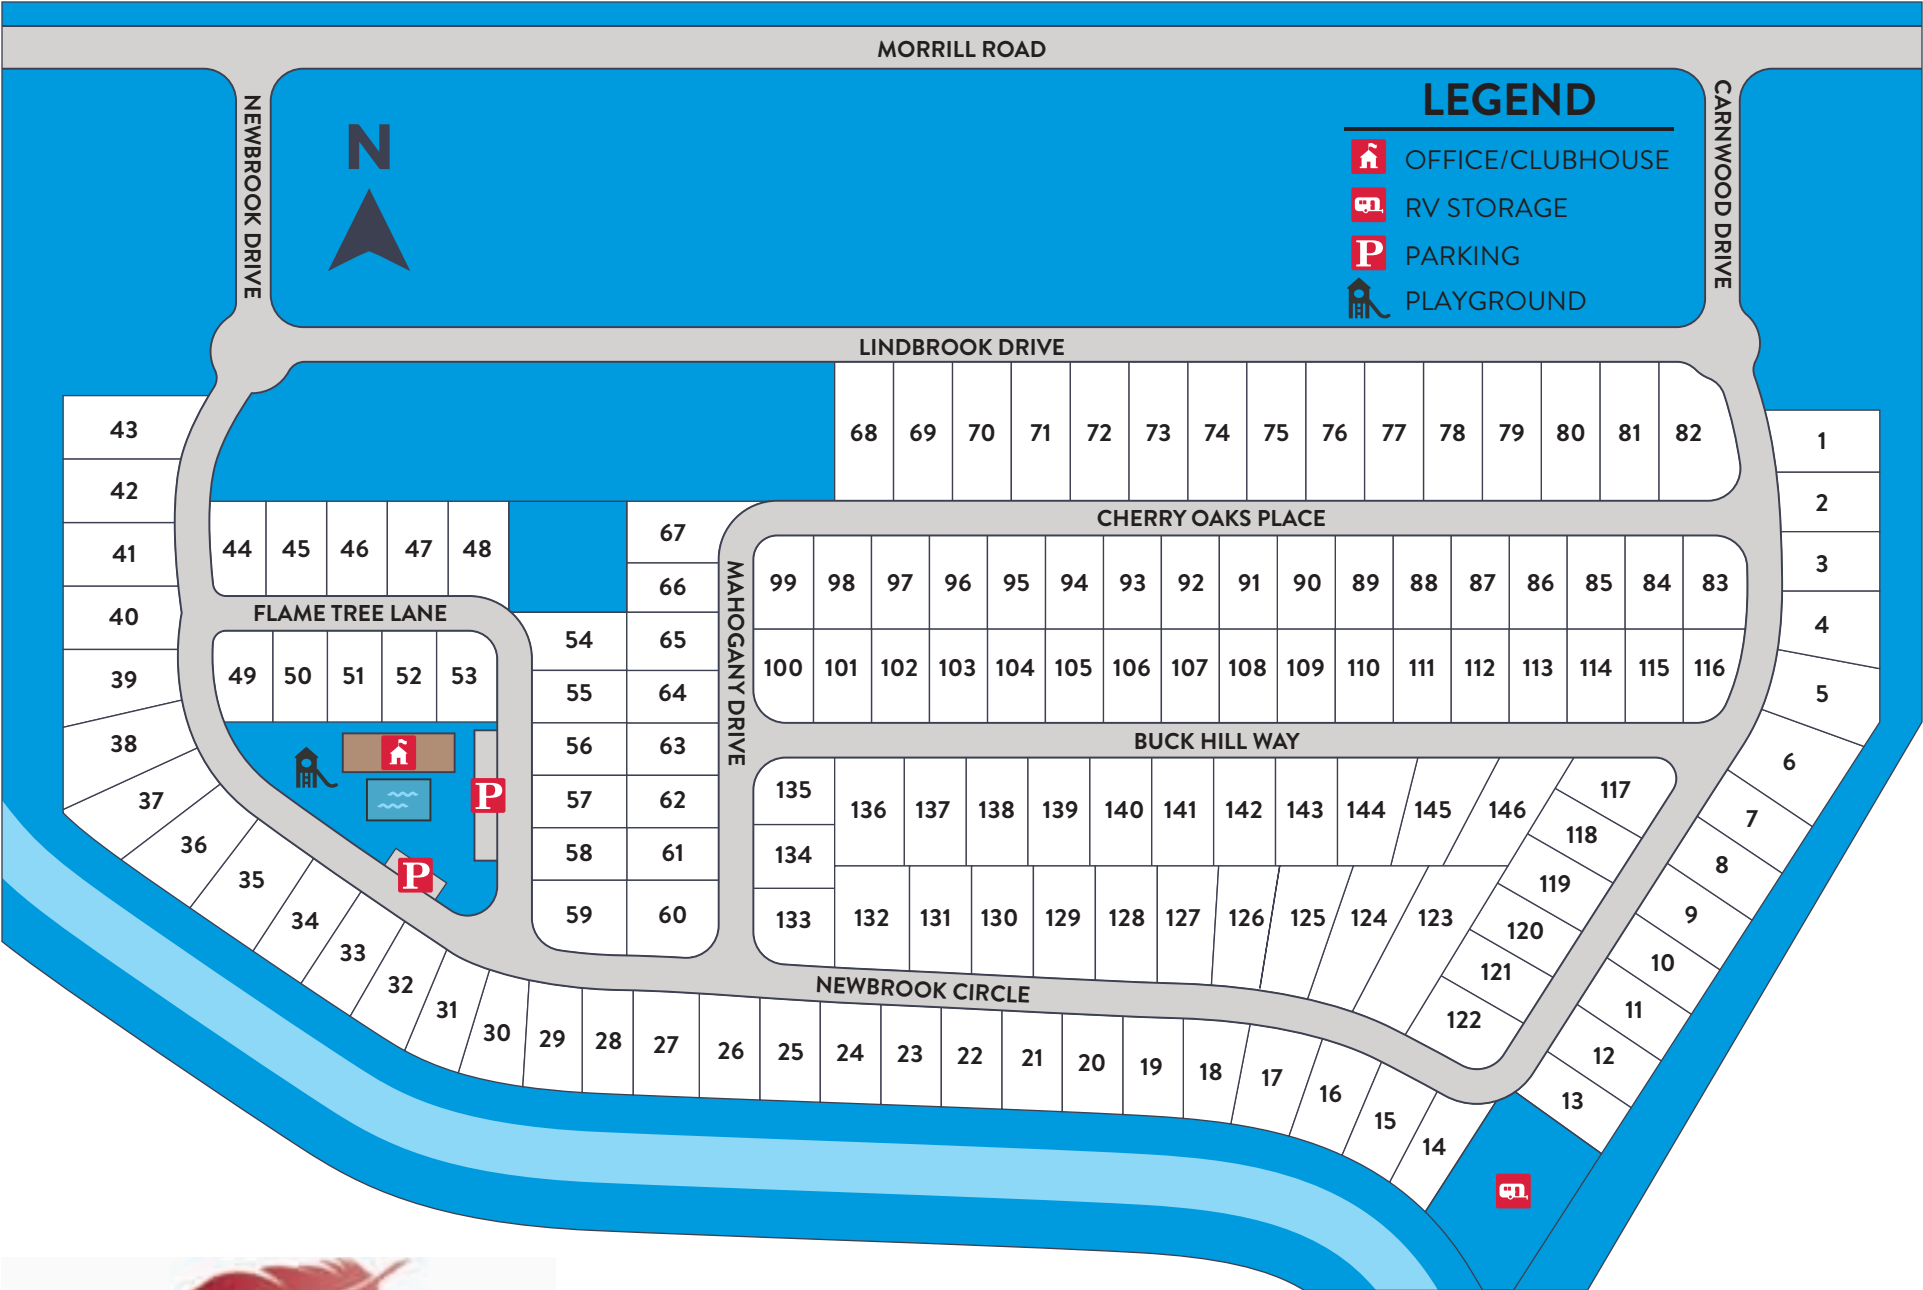 MORRILL ROAD
NEWBROOK DRIVE
N
LEGEND
OFFICE/CLUBHOUSE
RV STORAGE
P PARKING
PLAYGROUND
CARNWOOD DRIVE
LINDBROOK DRIVE
43
42
41
40
39
38
37
36
35
34
33
32
31
30
29
28
27
26
25
24
23
22
21
20
19
18
17
16
15
14
68 69 70 71 72 73 74 75 76 77 78 79 80 81 82
1
2
3
4
5
6
7
8
9
10
11
12
13
44 45 46 47 48
FLAME TREE LANE
49 50 51 52 53
P
P
54
55
56
57
58
59
67
66
65
64
63
62
61
60
MAHOGANY DRIVE
CHERRY OAKS PLACE
99 98 97 96 95 94 93 92 91 90 89 88 87 86 85 84 83
100 101 102 103 104 105 106 107 108 109 110 111 112 113 114 115 116
BUCK HILL WAY
135
134
133
136 137 138 139 140 141 142 143 144 145 146
132 131 130 129 128 127 126 125 124 123
117
118
119
120
121
122
NEWBROOK CIRCLE